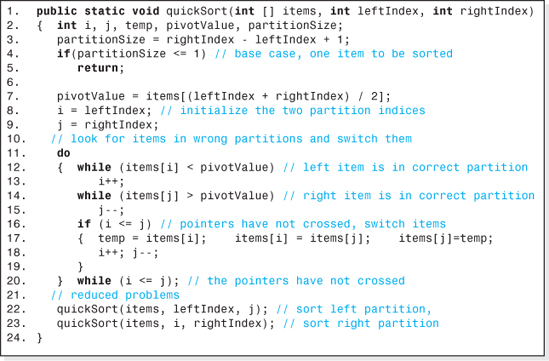 1. public static void quickSort(int [] items, int leftIndex, int rightIndex)
2. { int i, j, temp, pivotValue, partitionSize;
3. partitionSize = rightIndex - leftIndex + 1;
4. if(partitionSize <= 1) // base case, one item to be sorted
5. return;
6.
7. pivotValue = items[(leftIndex + rightIndex) / 2];
8. i = leftIndex; // initialize the two partition indices
9. j = rightIndex;
10. // look for items in wrong partitions and switch them
11. do
12. { while (items[i] < pivotValue) // left item is in correct partition
13. i++;
14. while (items[j] > pivotValue) // right item is in correct partition
15. j--;
16. if (i <= j) // pointers have not crossed, switch items
17. { temp = items[i]; items[i] = items[j]; items[j]=temp;
18. i++; j--;
19. }
20. } while (i <= j); // the pointers have not crossed
21. // reduced problems
22. quickSort(items, leftIndex, j); // sort left partition,
23. quickSort(items, i, rightIndex); // sort right partition
24. }